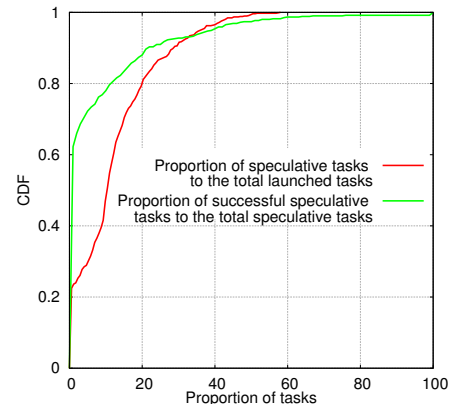 1
0.8
0.6
0.4
0.2
0
CDF
Proportion of speculative tasks
to the total launched tasks
Proportion of successful speculative
tasks to the total speculative tasks
0 20 40 60 80 100
Proportion of tasks